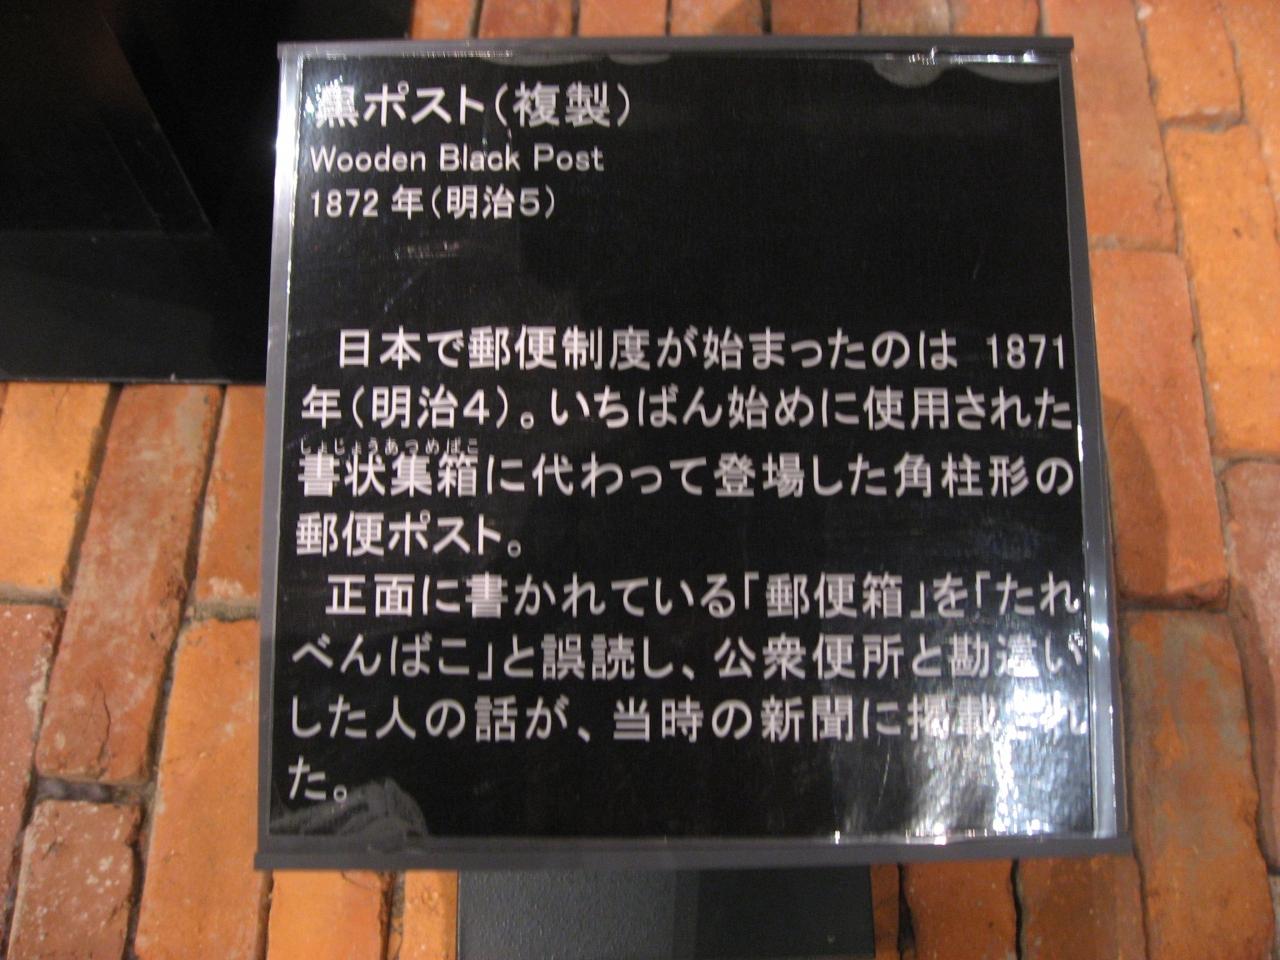 黒ポスト(複製)
Wooden Black Post
1872 年(明治5)
日本で郵便制度が始まったのは 1871
年(明治4)。いちばん始めに使用された
しょじょうあつめばこ
書状集箱に代わって登場した角柱形の
郵便ポスト。
正面に書かれている「郵便箱」を「たれ
べんばこ」と誤読し、公衆便所と勘違い
した人の話が、当時の新聞に掲載され
た。